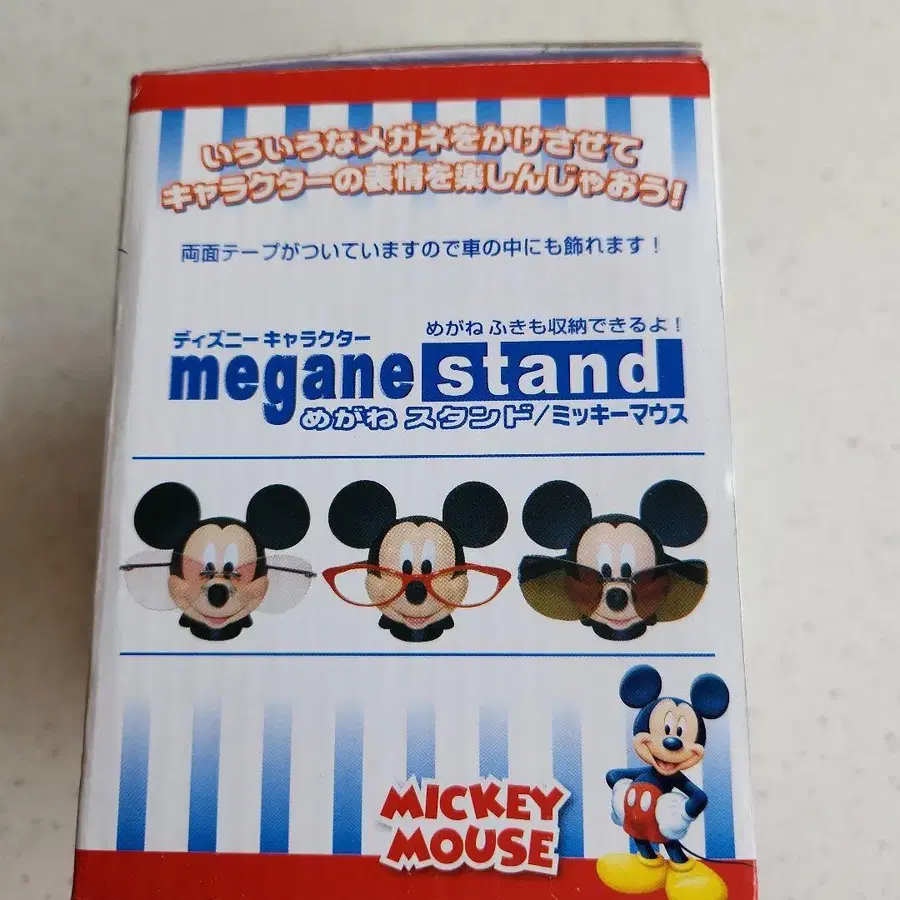 いろいろなメガネをかけさせて
キャラクターの表情を楽しんじゃおう!
両面テープがついていますので車の中にも飾れます!
めがね ふきも収納できるよ!
ディズニー キャラクター
megane stand
めがね スタンド/ミッキーマウス
MICKEY
MOUSE